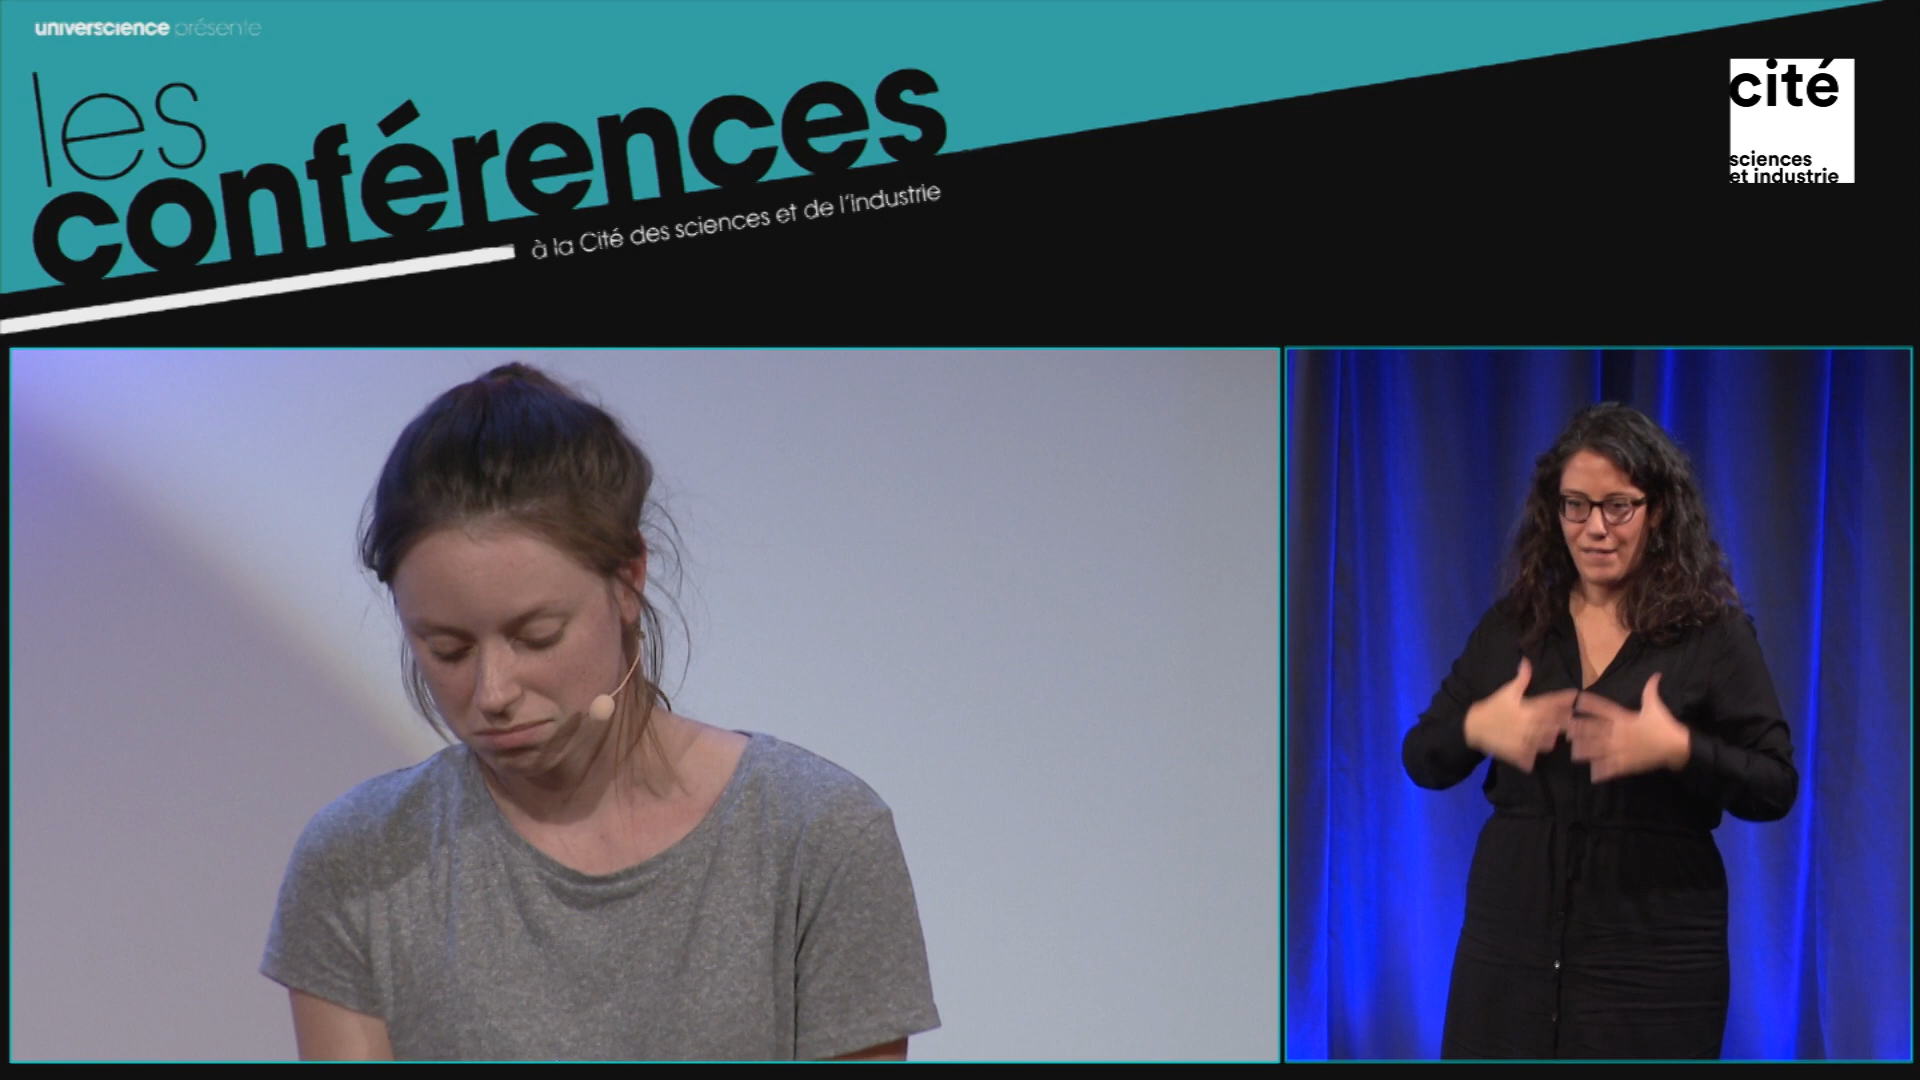 universcience présente
les
conférences
à la Cité des sciences et de l'industrie
cité
sciences
et industrie